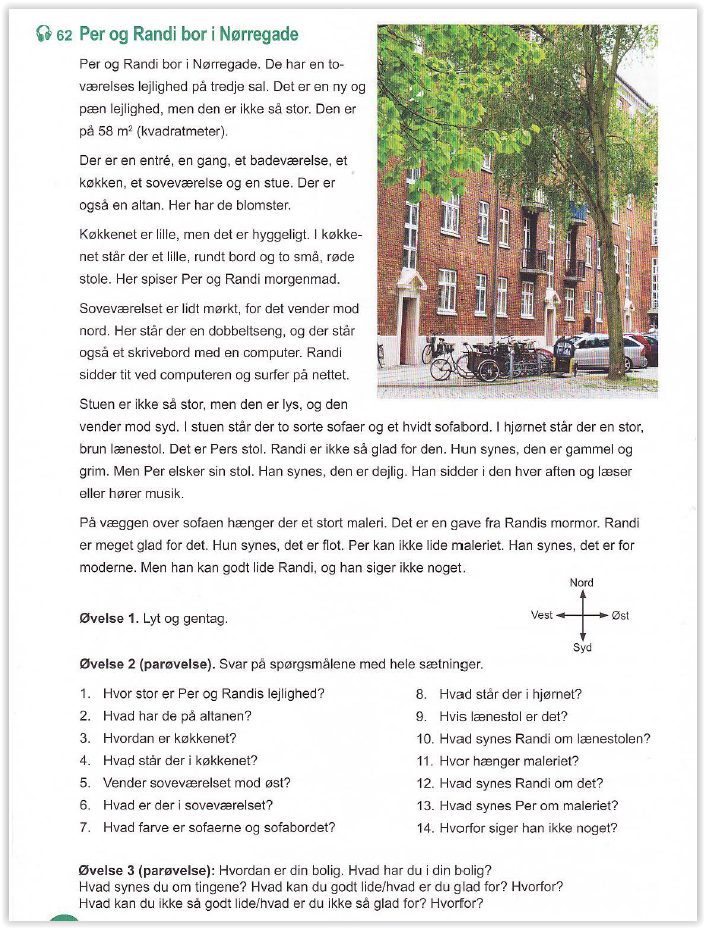 62 Per og Randi bor i Nørregade
Per og Randi bor i Nørregade. De har en to-
værelses lejlighed på tredje sal. Det er en ny og
pæn lejlighed, men den er ikke så stor. Den er
på 58 m² (kvadratmeter).
Der er en entré, en gang, et badeværelse, et
køkken, et soveværelse og en stue. Der er
også en altan. Her har de blomster.
Køkkenet er lille, men det er hyggeligt. I køkke-
net står der et lille, rundt bord og to små, røde
stole. Her spiser Per og Randi morgenmad.
Soveværelset er lidt mørkt, for det vender mod
nord. Her står der en dobbeltseng, og der står
også et skrivebord med en computer. Randi
sidder tit ved computeren og surfer på nettet.
Stuen er ikke så stor, men den er lys, og den
vender mod syd. I stuen står der to sorte sofaer og et hvidt sofabord. I hjørnet står der en stor,
brun lænestol. Det er Pers stol. Randi er ikke så glad for den. Hun synes, den er gammel og
grim. Men Per elsker sin stol. Han synes, den er dejlig. Han sidder i den hver aften og læser
eller hører musik.
På væggen over sofaen hænger der et stort maleri. Det er en gave fra Randis mormor. Randi
er meget glad for det. Hun synes, det er flot. Per kan ikke lide maleriet. Han synes, det er for
moderne. Men han kan godt lide Randi, og han siger ikke noget.
Nord
Vest Øst
Syd
Øvelse 1. Lyt og gentag.
Øvelse 2 (parøvelse). Svar på spørgsmålene med hele sætninger.
1. Hvor stor er Per og Randis lejlighed?
2. Hvad har de på altanen?
3. Hvordan er køkkenet?
4. Hvad står der i køkkenet?
5. Vender soveværelset mod øst?
6. Hvad er der i soveværelset?
7. Hvad farve er sofaerne og sofabordet?
8. Hvad står der i hjørnet?
9. Hvis lænestol er det?
10. Hvad synes Randi om lænestolen?
11. Hvor hænger maleriet?
12. Hvad synes Randi om det?
13. Hvad synes Per om maleriet?
14. Hvorfor siger han ikke noget?
Øvelse 3 (parøvelse): Hvordan er din bolig. Hvad har du i din bolig?
Hvad synes du om tingene? Hvad kan du godt lide/hvad er du glad for? Hvorfor?
Hvad kan du ikke så godt lide/hvad er du ikke så glad for? Hvorfor?